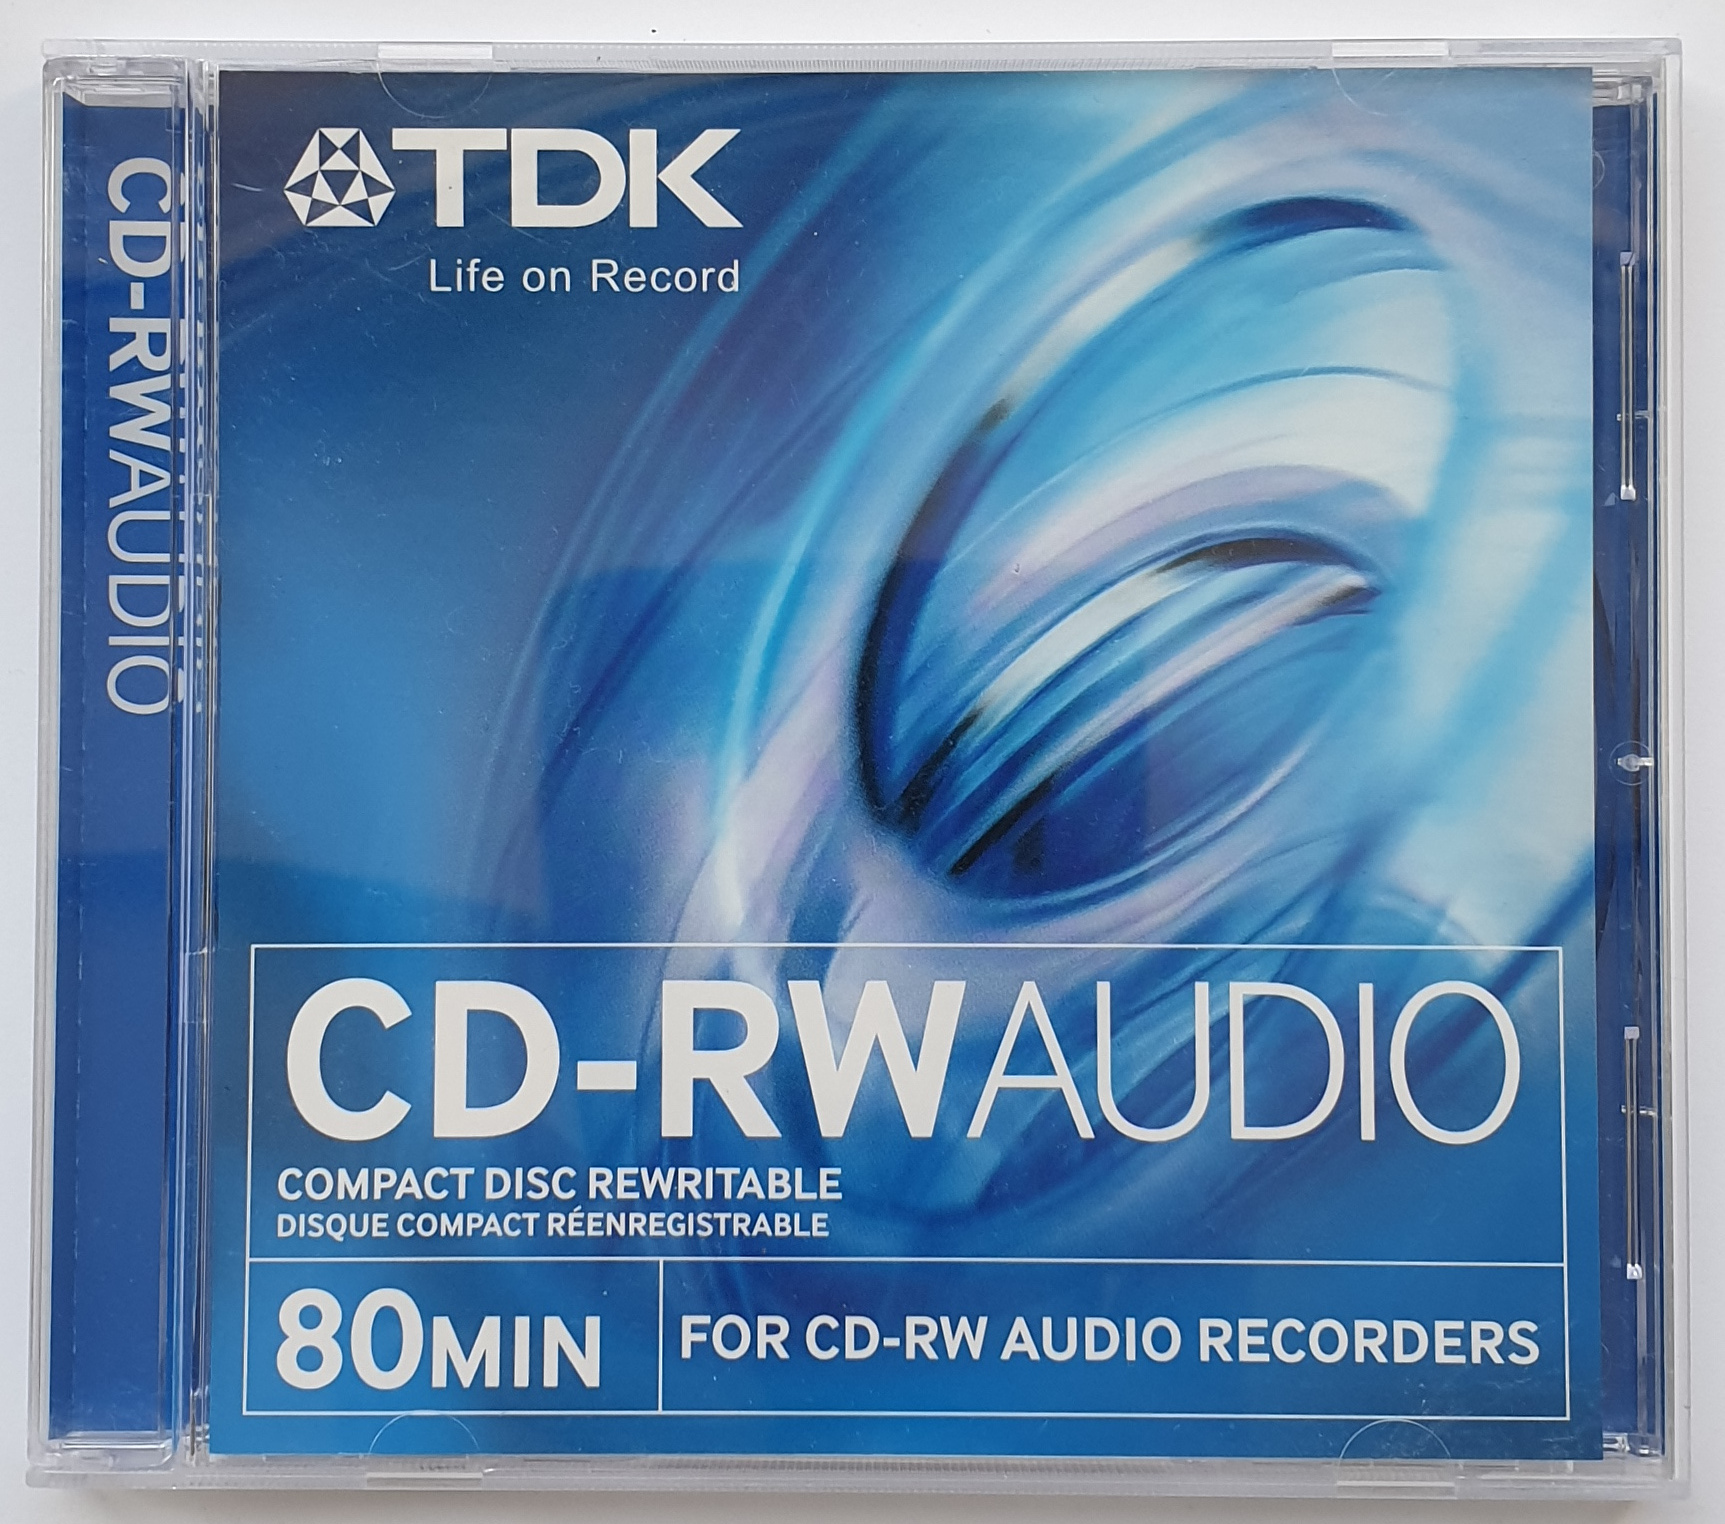 TDK
Life on Record
CD-RWAUDIO
CD-RWAUDIO
COMPACT DISC REWRITABLE
DISQUE COMPACT RÉENREGISTRABLE
80MIN
FOR CD-RW AUDIO RECORDERS